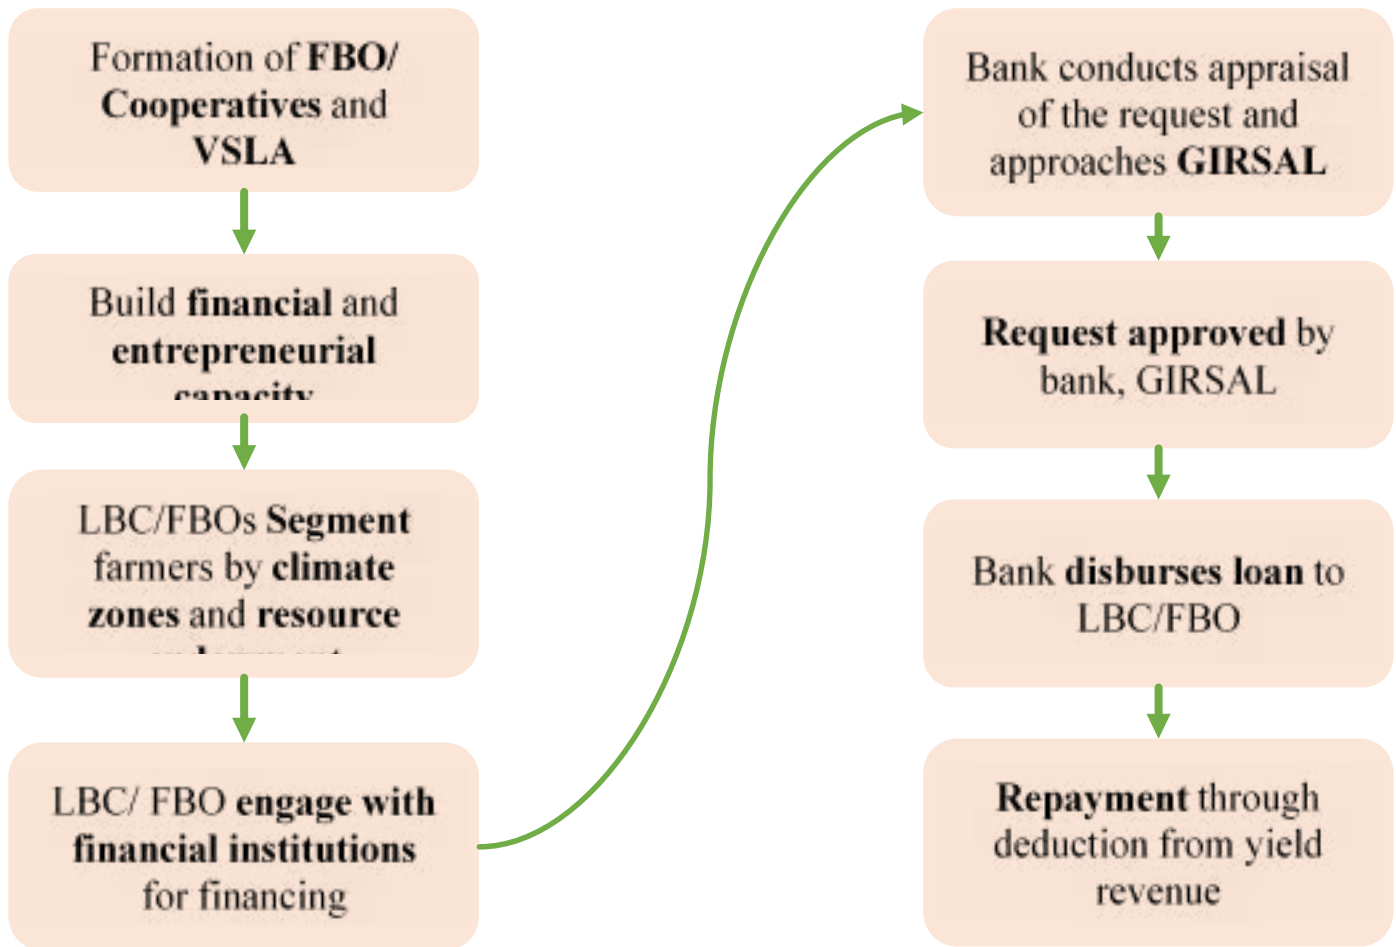 Formation of FBO/
Cooperatives and
VSLA
Build financial and
entrepreneurial
capacity
LBC/FBOs Segment
farmers by climate
zones and resource
LBC/ FBO engage with
financial institutions
for financing
Bank conducts appraisal
of the request and
approaches GIRSAL
Request approved by
bank, GIRSAL
Bank disburses loan to
LBC/FBO
Repayment through
deduction from yield
revenue